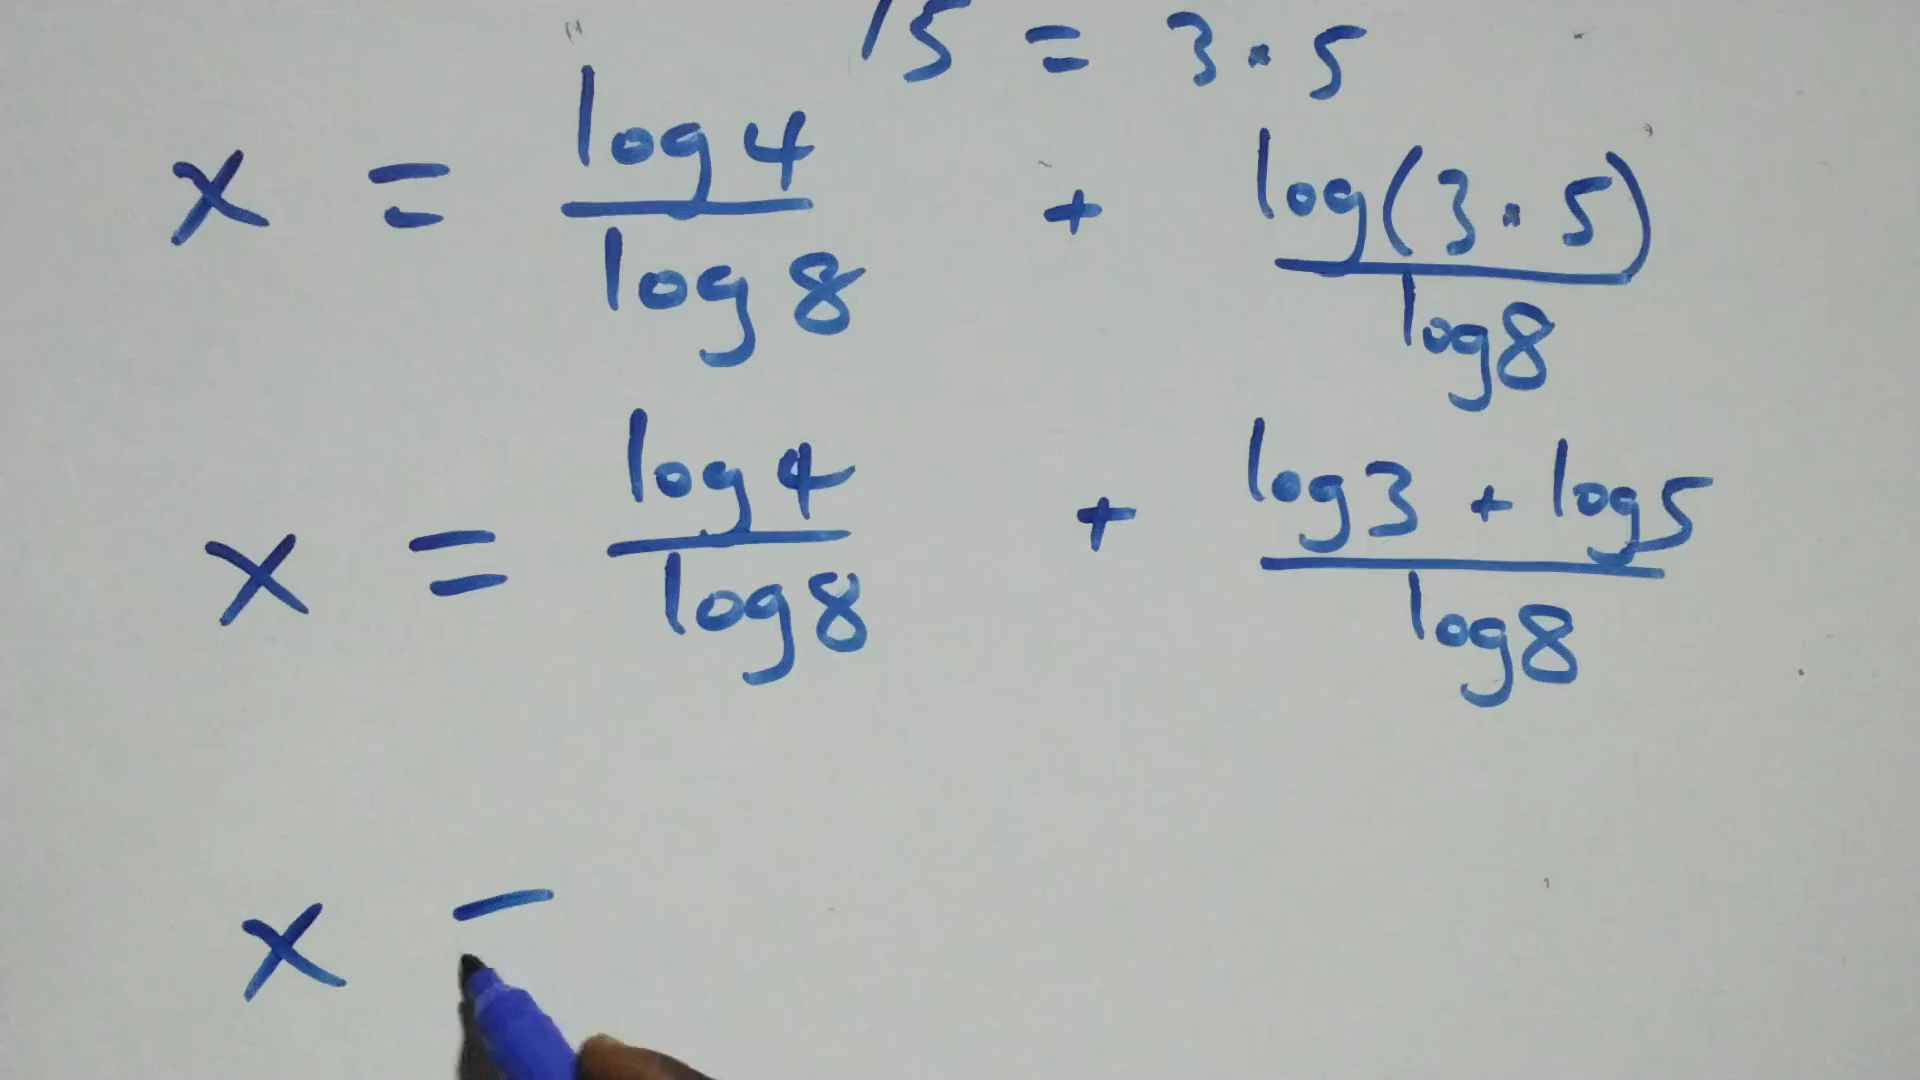 15 = 3 · 5
x = log 4 / log 8 + log(3 · 5) / log 8
x = log 4 / log 8 + log 3 + log 5 / log 8
x –